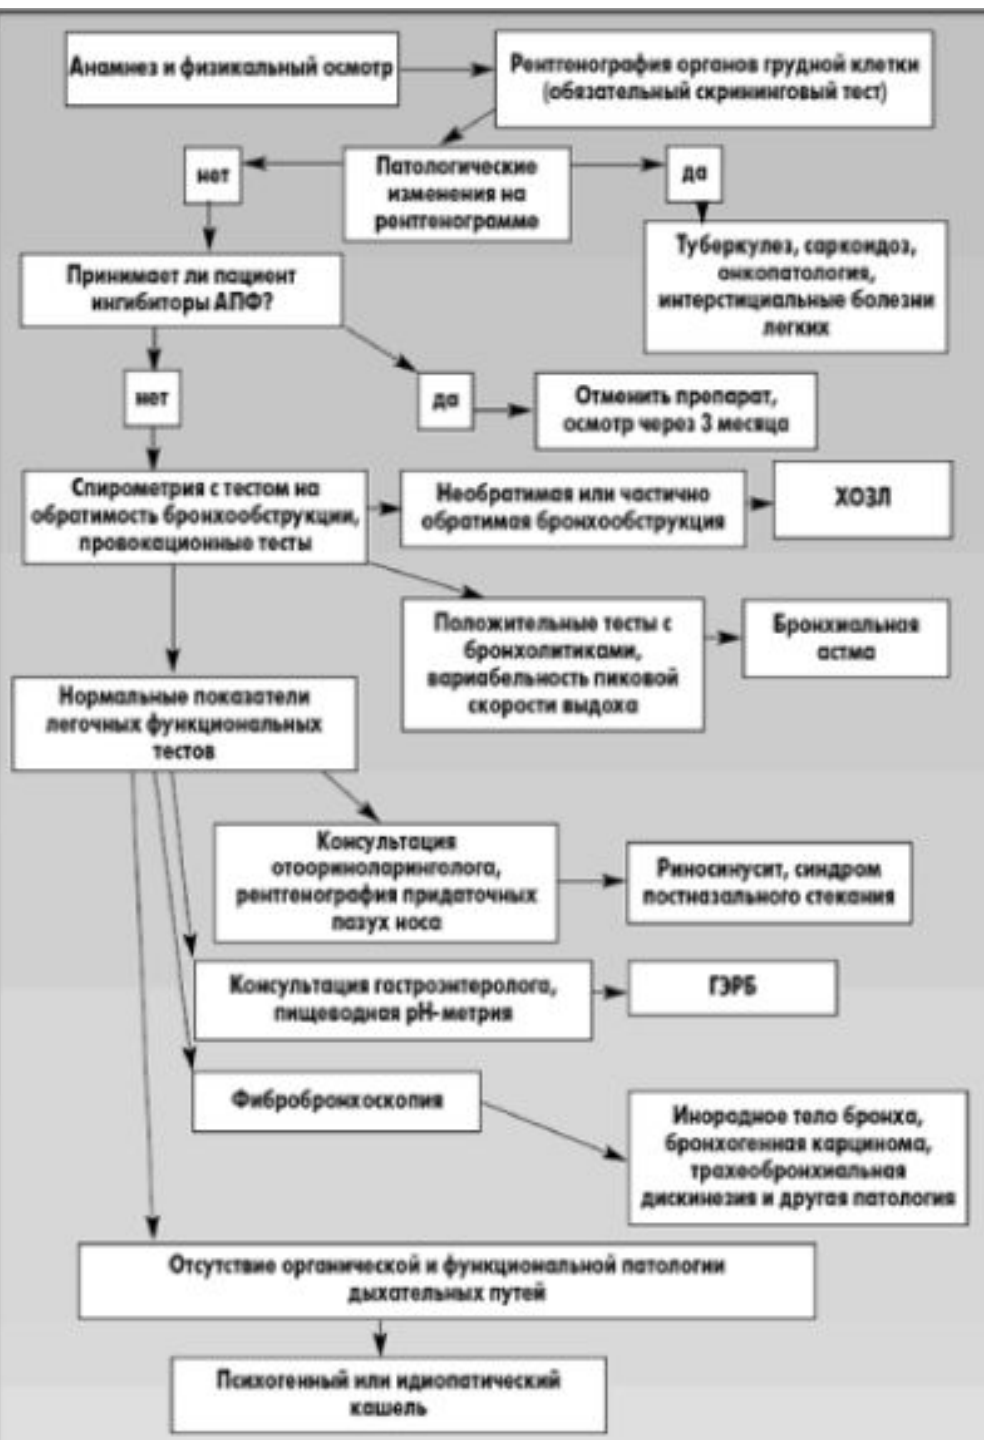 Анамнез и физикальный осмотр
Рентгенография органов грудной клетки
(обязательный скрининговый тест)
нет
Патологические
изменения на
рентгенограмме
да
Туберкулез, саркоидоз,
онкопатология,
интерстициальные болезни
легких
Принимает ли пациент
ингибиторы АПФ?
нет
да
Отменить препарат,
осмотр через 3 месяца
Спирометрия с тестом на
обратимость бронхообструкции,
провокационные тесты
Необратимая или частично
обратимая бронхообструкция
ХОЗЛ
Положительные тесты с
бронхолитиками,
вариабельность пиковой
скорости выдоха
Бронхиальная
астма
Нормальные показатели
легочных функциональных
тестов
Консультация
отооринолaринголога,
рентгенография придаточных
пазух носа
Риносинусит, синдром
постназального стекания
Консультация гастроэнтеролога,
пищеводная pH-метрия
ГЭРБ
Фибробронхоскопия
Инородное тело бронха,
бронхогенная карцинома,
трахеобронхиальная
дискинезия и другая патология
Отсутствие органической и функциональной патологии
дыхательных путей
Психогенный или идиопатический
кашель